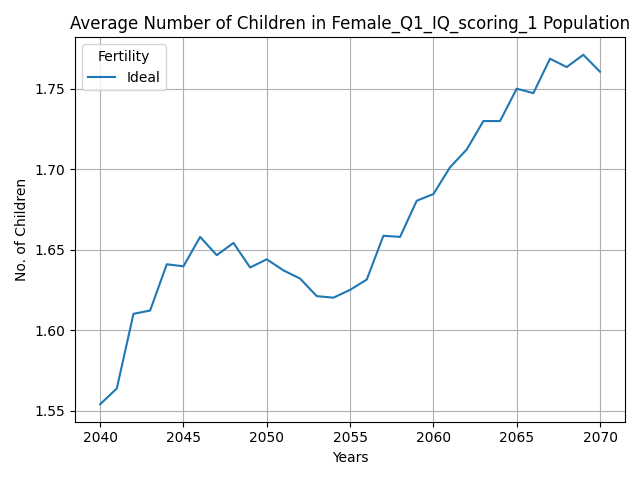 Average Number of Children in Female_Q1_IQ_scoring_1 Population
Fertility
Ideal
No. of Children
1.75
1.70
1.65
1.60
1.55
2040 2045 2050 2055 2060 2065 2070
Years